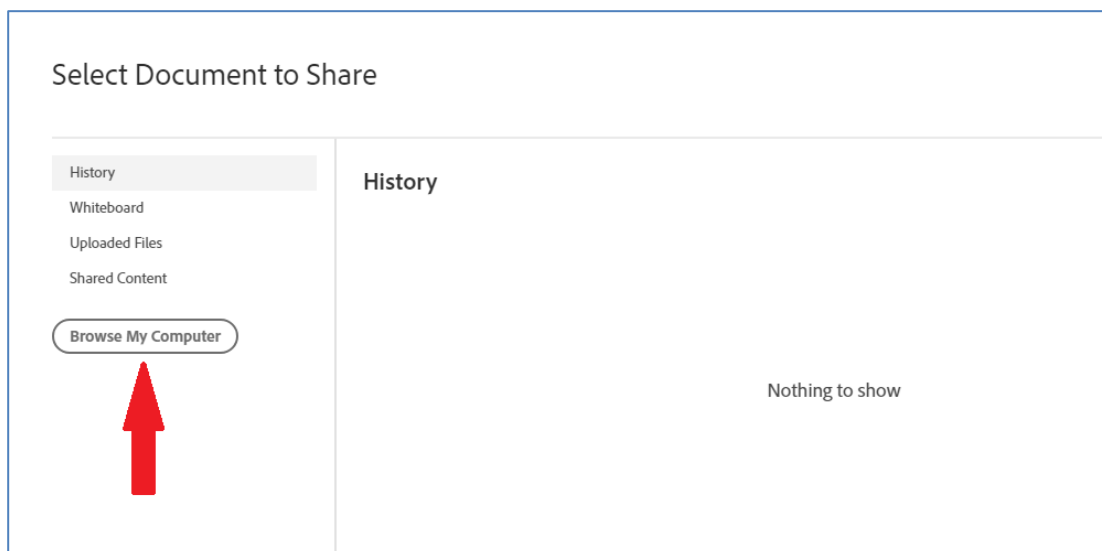 Select Document to Share
History
Whiteboard
Uploaded Files
Shared Content
Browse My Computer
History
Nothing to show